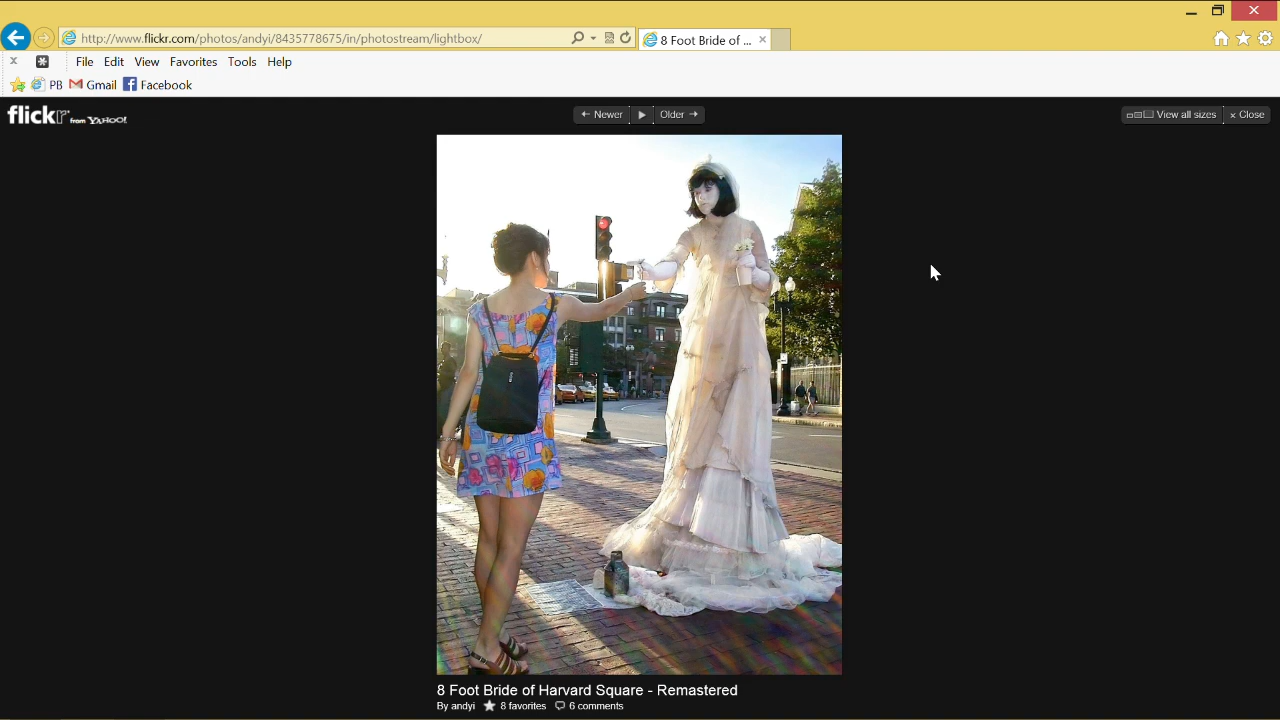 http://www.flickr.com/photos/andyi/8435778675/in/photostream/lightbox/
8 Foot Bride of ...
File Edit View Favorites Tools Help
PB Gmail Facebook
flickr from YAHOO!
← Newer
Older →
View all sizes
× Close
8 Foot Bride of Harvard Square - Remastered
By andyi 8 favorites 6 comments